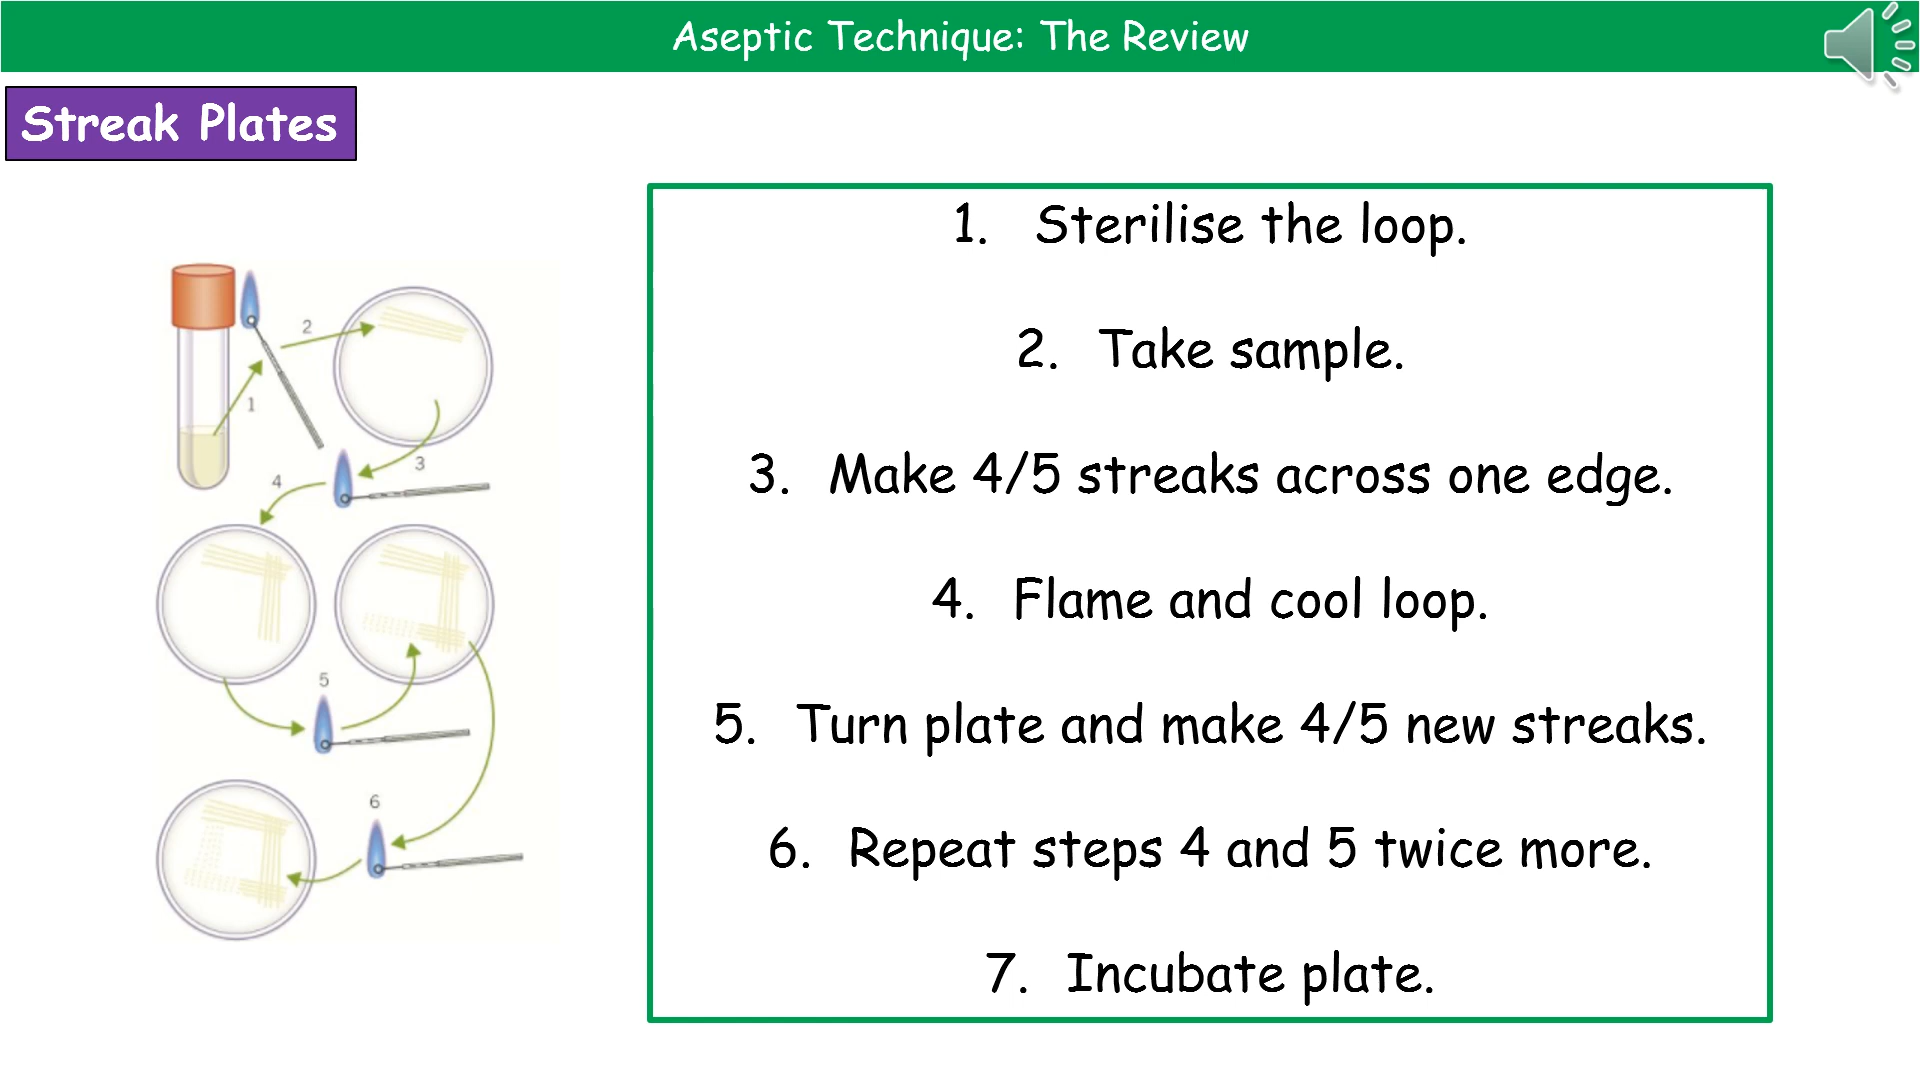 Aseptic Technique: The Review
Streak Plates
1. Sterilise the loop.
2. Take sample.
3. Make 4/5 streaks across one edge.
4. Flame and cool loop.
5. Turn plate and make 4/5 new streaks.
6. Repeat steps 4 and 5 twice more.
7. Incubate plate.
2
1
3
4
5
6